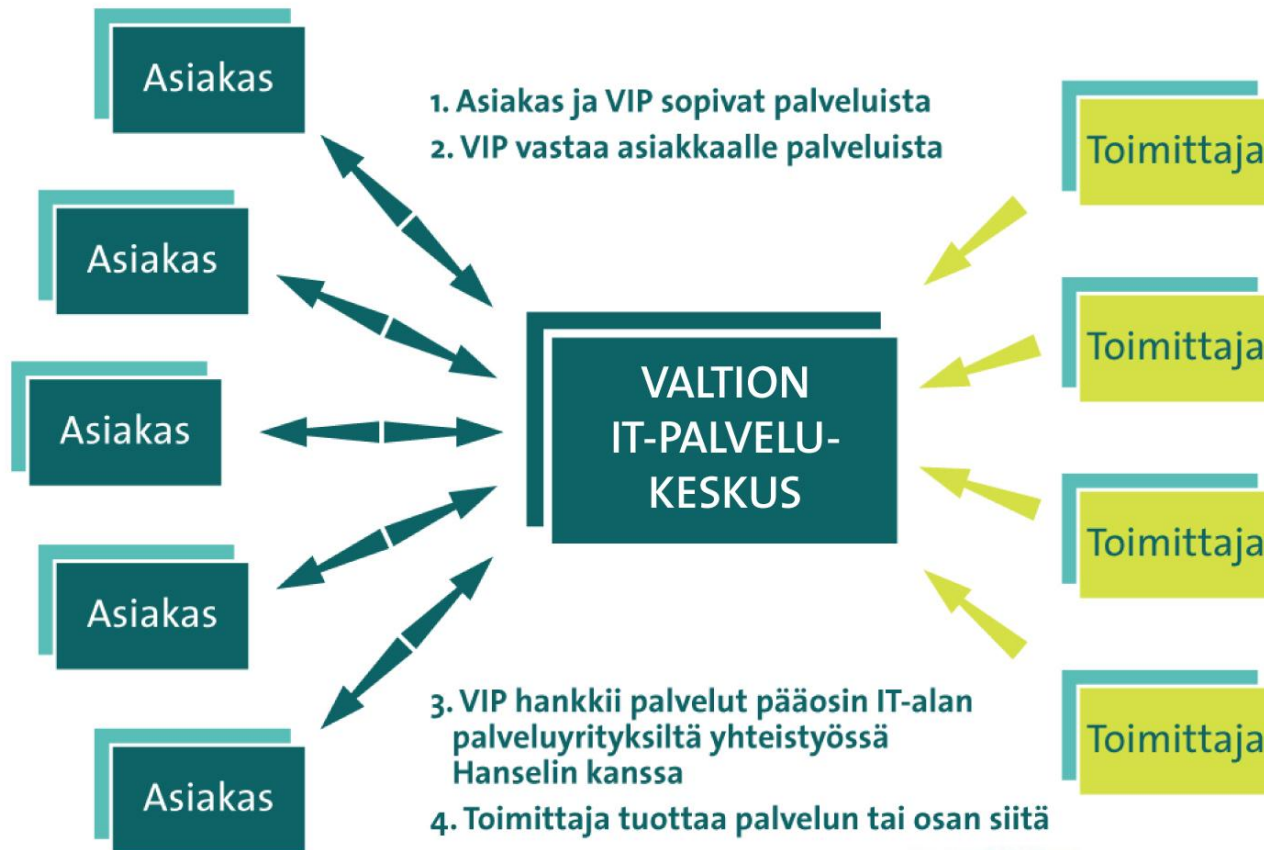 Asiakas
Asiakas
Asiakas
Asiakas
Asiakas
1. Asiakas ja VIP sopivat palveluista
2. VIP vastaa asiakkaalle palveluista
VALTION
IT-PALVELU-
KESKUS
3. VIP hankkii palvelut pääosin IT-alan
palveluyrityksiltä yhteistyössä
Hanselin kanssa
4. Toimittaja tuottaa palvelun tai osan siitä
Toimittaja
Toimittaja
Toimittaja
Toimittaja